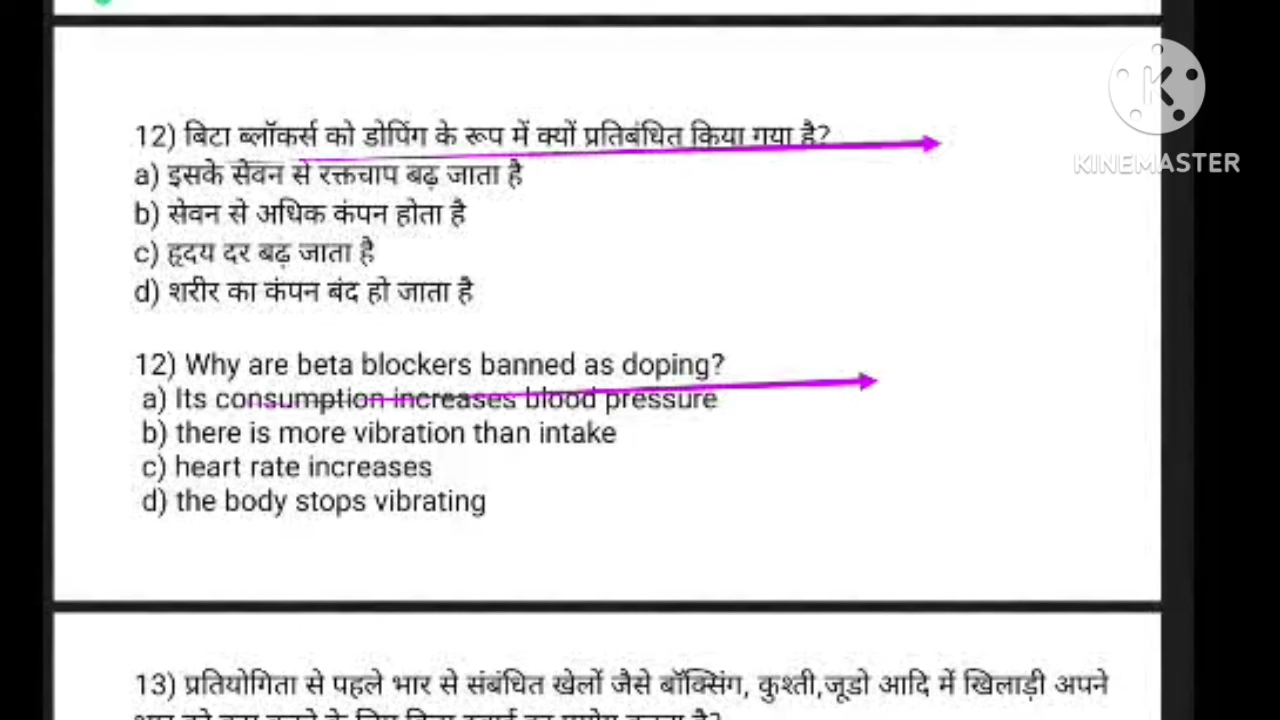 KINEMASTER
12) बिटा ब्लॉकर्स को डोपिंग के रूप में क्यों प्रतिबंधित किया गया है?
a) इसके सेवन से रक्तचाप बढ़ जाता है
b) सेवन से अधिक कंपन होता है
c) हृदय दर बढ़ जाता है
d) शरीर का कंपन बंद हो जाता है
12) Why are beta blockers banned as doping?
a) Its consumption increases blood pressure
b) there is more vibration than intake
c) heart rate increases
d) the body stops vibrating
13) प्रतियोगिता से पहले भार से संबंधित खेलों जैसे बॉक्सिंग, कुश्ती,जूडो आदि में खिलाड़ी अपने